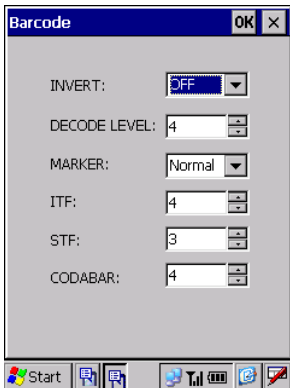 Barcode OK
INVERT: OFF
DECODE LEVEL: 4
MARKER: Normal
ITF: 4
STF: 3
CODABAR: 4
Start